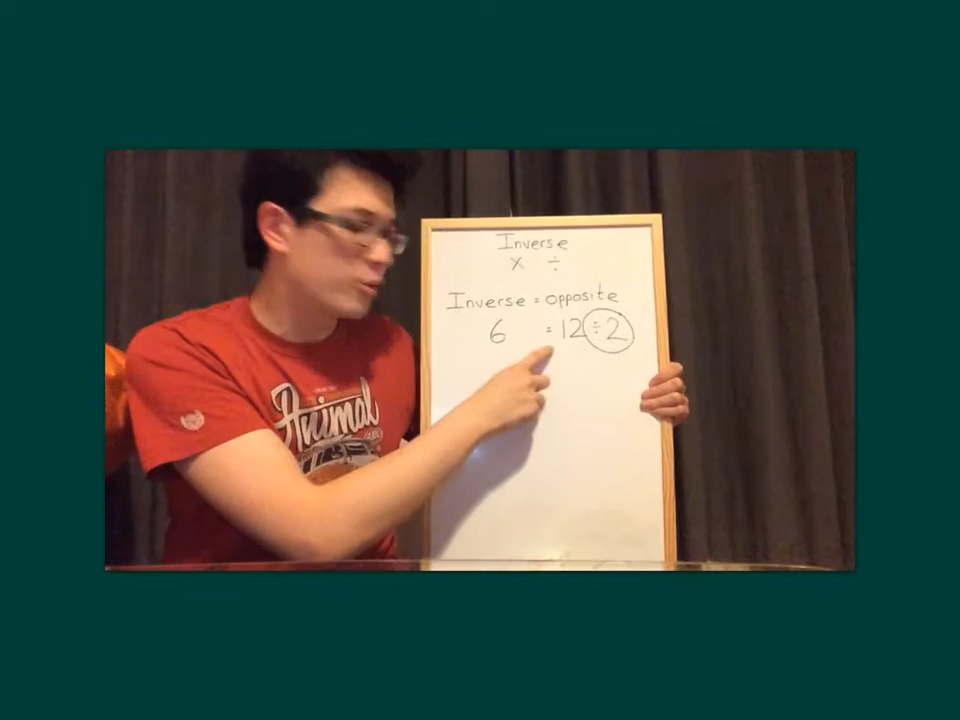 Inverse
× ÷
Inverse = opposite
6 = 12 ÷ 2
Animal